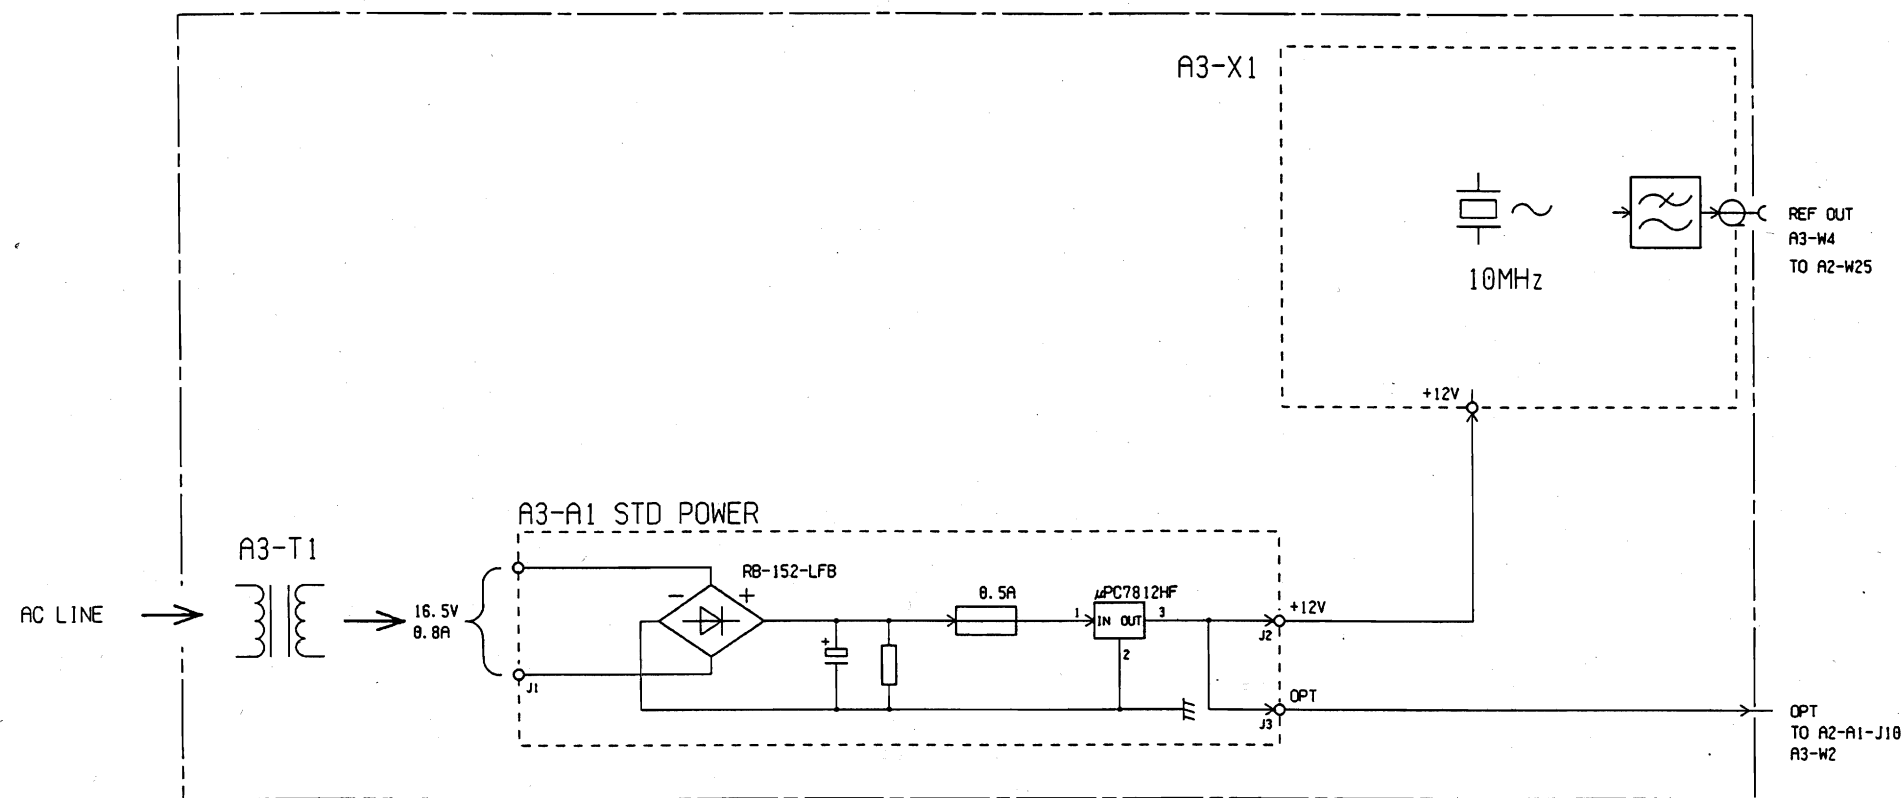 A3-X1
REF OUT
A3-W4
TO A2-W25
10MHz
+12V
A3-A1 STD POWER
A3-T1
RB-152-LFB
AC LINE
16.5V
0.8A
- +
0.5A
µPC7812HF
1 IN OUT 3
2
+
+12V
J2
J1
OPT
J3
OPT
TO A2-A1-J10
A3-W2